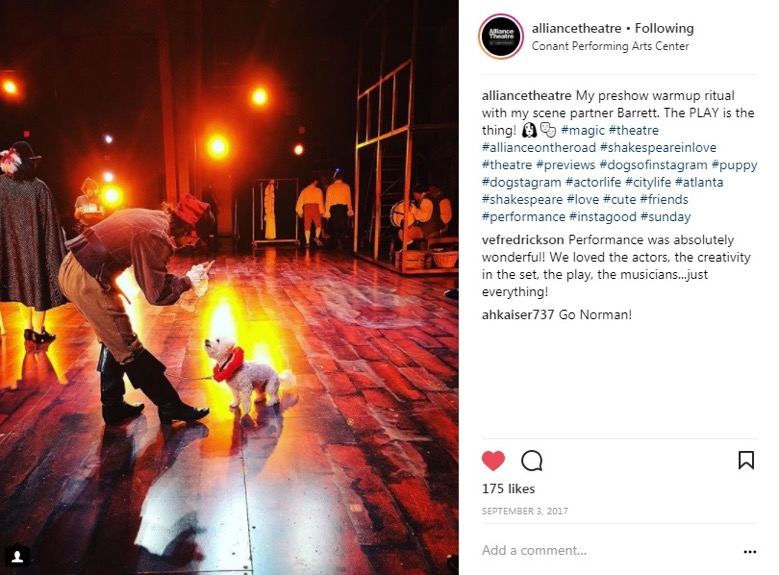 alliancetheatre • Following
Conant Performing Arts Center
alliancetheatre My preshow warmup ritual
with my scene partner Barrett. The PLAY is the
thing! #magic #theatre
#allianceontheroad #shakespeareinlove
#theatre #previews #dogsofinstagram #puppy
#dogstagram #actorlife #citylife #atlanta
#shakespeare #love #cute #friends
#performance #instagood #sunday
vefredrickson Performance was absolutely
wonderful! We loved the actors, the creativity
in the set, the play, the musicians...just
everything!
ahkaiser737 Go Norman!
175 likes
SEPTEMBER 3, 2017
Add a comment...
Alliance
Theatre